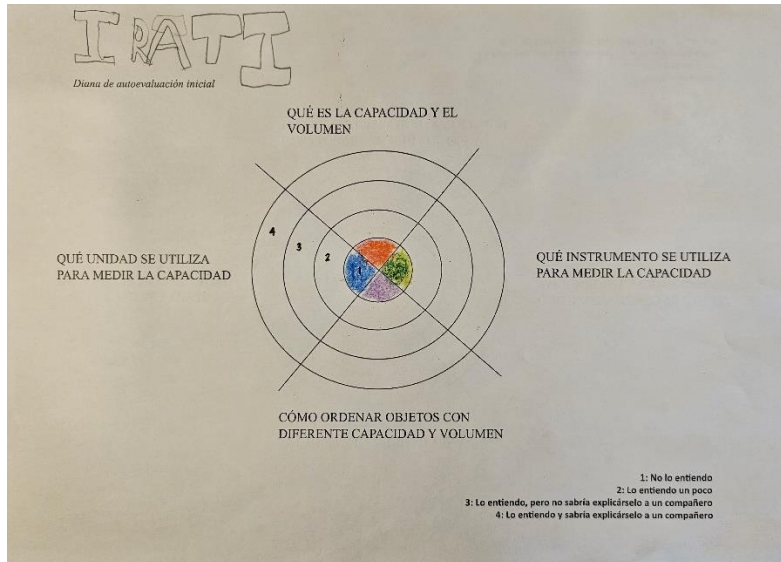 IRATI
Diana de autoevaluación inicial
QUÉ ES LA CAPACIDAD Y EL
VOLUMEN
4
3
2
1
QUÉ UNIDAD SE UTILIZA
PARA MEDIR LA CAPACIDAD
QUÉ INSTRUMENTO SE UTILIZA
PARA MEDIR LA CAPACIDAD
CÓMO ORDENAR OBJETOS CON
DIFERENTE CAPACIDAD Y VOLUMEN
1: No lo entiendo
2: Lo entiendo un poco
3: Lo entiendo, pero no sabría explicárselo a un compañero
4: Lo entiendo y sabría explicárselo a un compañero